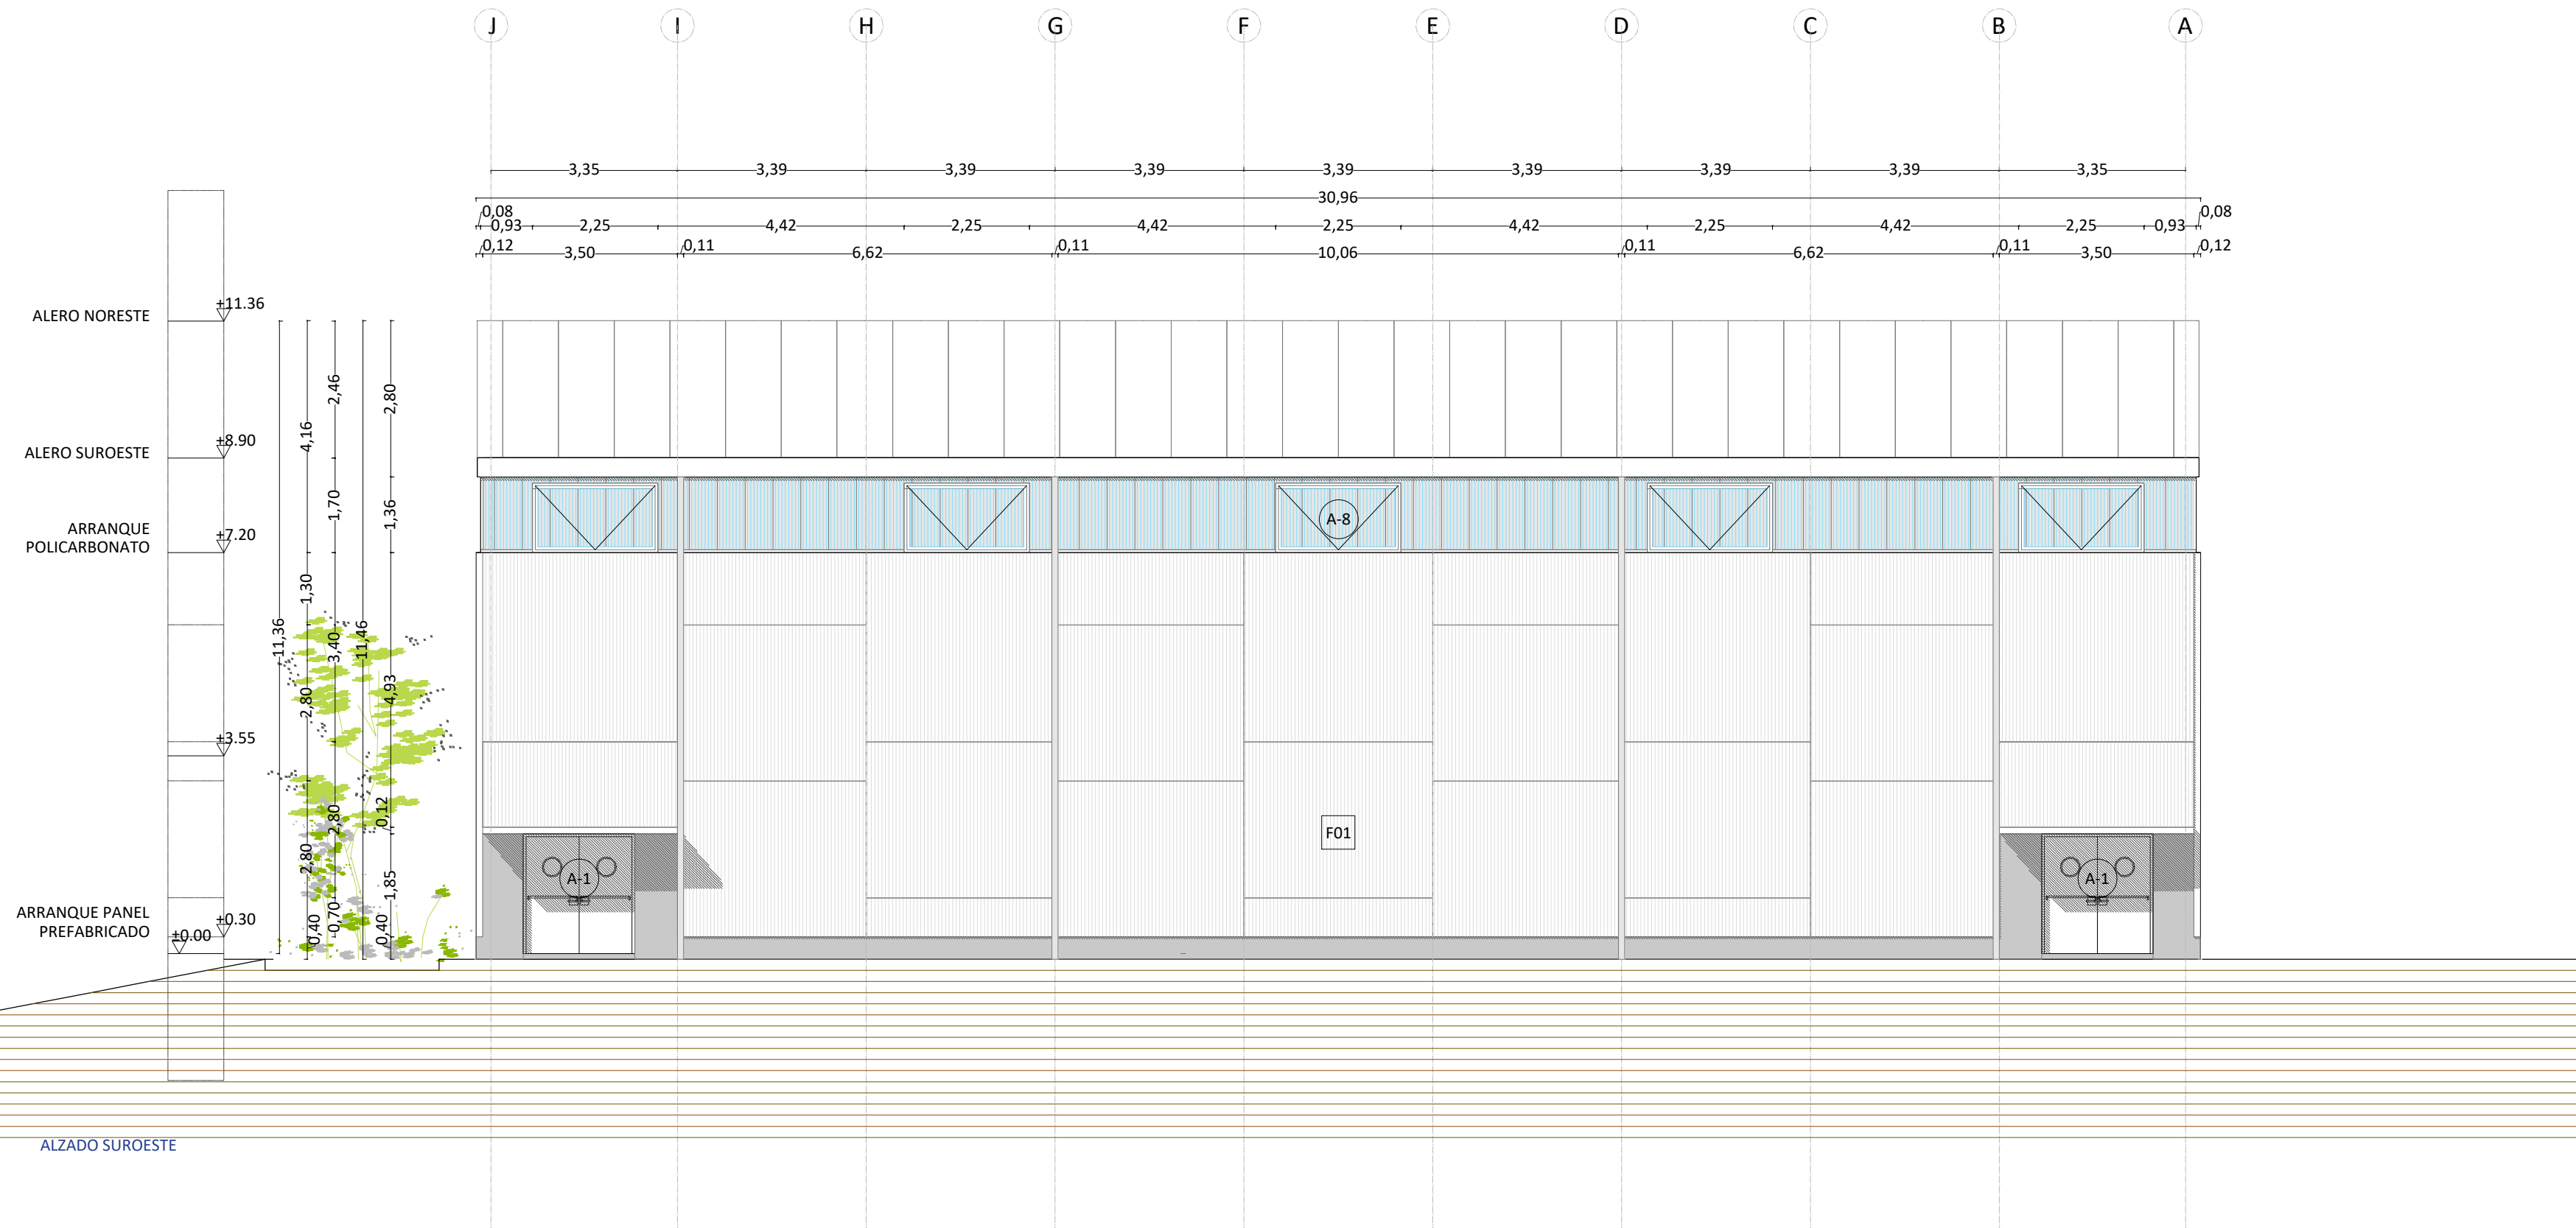 J I H G F E D C B A
3,35 3,39 3,39 3,39 3,39 3,39 3,39 3,39 3,35
30,96
0,08 0,93 2,25 4,42 2,25 4,42 2,25 4,42 2,25 4,42 2,25 0,93 0,08
0,12 3,50 0,11 6,62 0,11 10,06 0,11 6,62 0,11 3,50 0,12
ALERO NORESTE ±11.36
ALERO SUROESTE ±8.90
ARRANQUE
POLICARBONATO ±7.20
±3.55
ARRANQUE PANEL
PREFABRICADO ±0.30
±0.00
11,36
4,16 1,30 2,80 2,80 0,40
2,46 1,70 3,40 2,80 0,70
11,46
2,80 1,36 4,93 0,12 1,85 0,40
A-8
F01
A-1
A-1
ALZADO SUROESTE